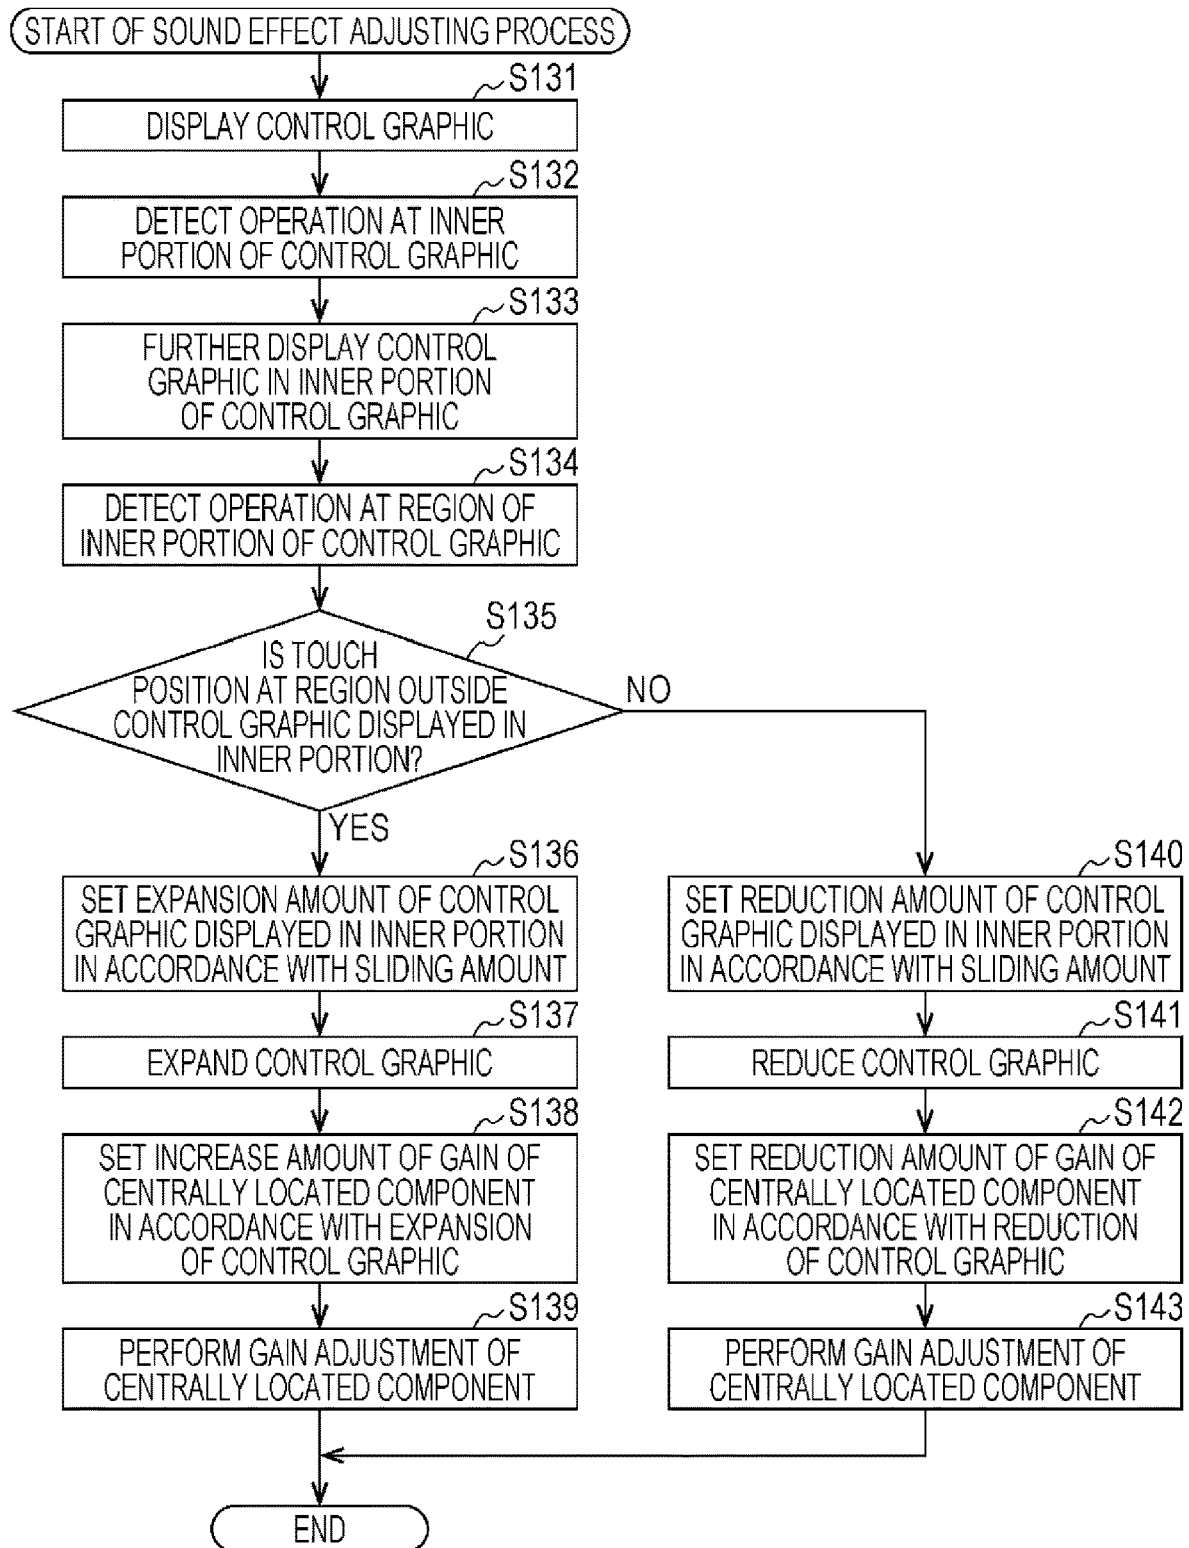 START OF SOUND EFFECT ADJUSTING PROCESS
S131
DISPLAY CONTROL GRAPHIC
S132
DETECT OPERATION AT INNER
PORTION OF CONTROL GRAPHIC
S133
FURTHER DISPLAY CONTROL
GRAPHIC IN INNER PORTION
OF CONTROL GRAPHIC
S134
DETECT OPERATION AT REGION OF
INNER PORTION OF CONTROL GRAPHIC
S135
IS TOUCH
POSITION AT REGION OUTSIDE
CONTROL GRAPHIC DISPLAYED IN
INNER PORTION?
NO
YES
S136
SET EXPANSION AMOUNT OF CONTROL
GRAPHIC DISPLAYED IN INNER PORTION
IN ACCORDANCE WITH SLIDING AMOUNT
S137
EXPAND CONTROL GRAPHIC
S138
SET INCREASE AMOUNT OF GAIN OF
CENTRALLY LOCATED COMPONENT
IN ACCORDANCE WITH EXPANSION
OF CONTROL GRAPHIC
S139
PERFORM GAIN ADJUSTMENT OF
CENTRALLY LOCATED COMPONENT
S140
SET REDUCTION AMOUNT OF CONTROL
GRAPHIC DISPLAYED IN INNER PORTION
IN ACCORDANCE WITH SLIDING AMOUNT
S141
REDUCE CONTROL GRAPHIC
S142
SET REDUCTION AMOUNT OF GAIN OF
CENTRALLY LOCATED COMPONENT
IN ACCORDANCE WITH REDUCTION
OF CONTROL GRAPHIC
S143
PERFORM GAIN ADJUSTMENT OF
CENTRALLY LOCATED COMPONENT
END